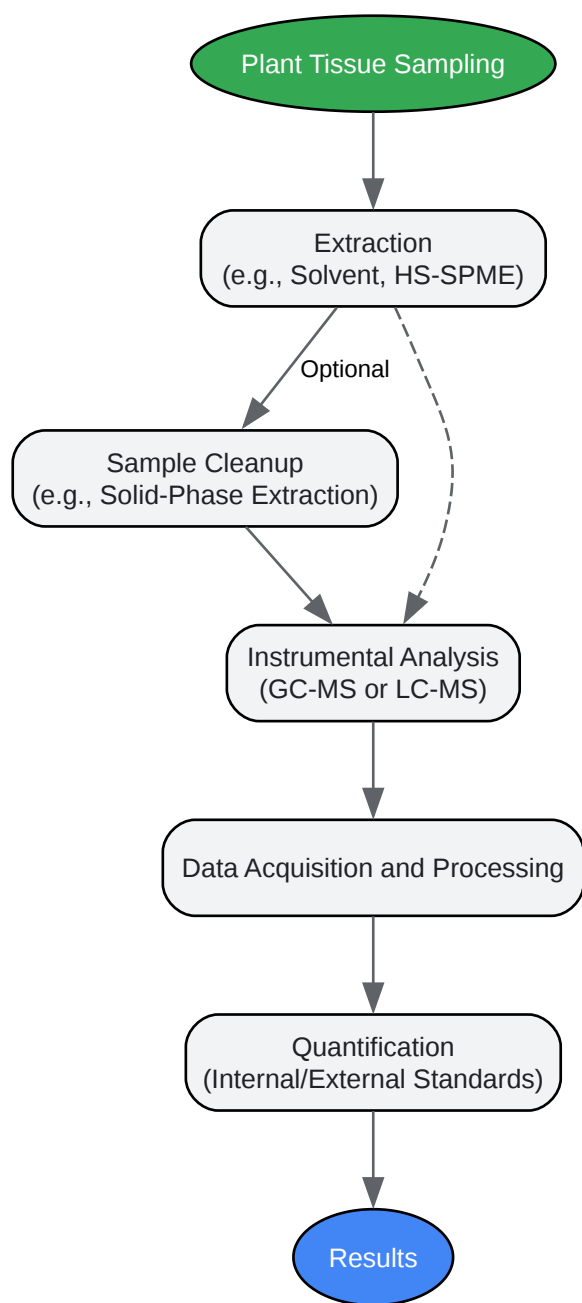 Plant Tissue Sampling
Extraction
(e.g., Solvent, HS-SPME)
Optional
Sample Cleanup
(e.g., Solid-Phase Extraction)
Instrumental Analysis
(GC-MS or LC-MS)
Data Acquisition and Processing
Quantification
(Internal/External Standards)
Results